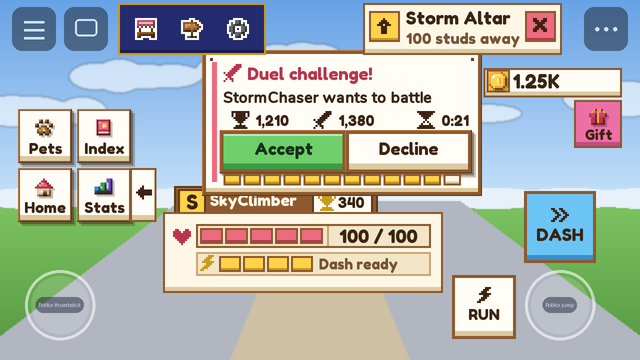 Storm Altar
100 studs away
Duel challenge!
StormChaser wants to battle
1,210
1,380
0:21
Accept
Decline
1.25K
Gift
Pets
Index
Home
Stats
S
SkyClimber
340
100 / 100
Dash ready
DASH
RUN
Roblox thumbstick
Roblox jump